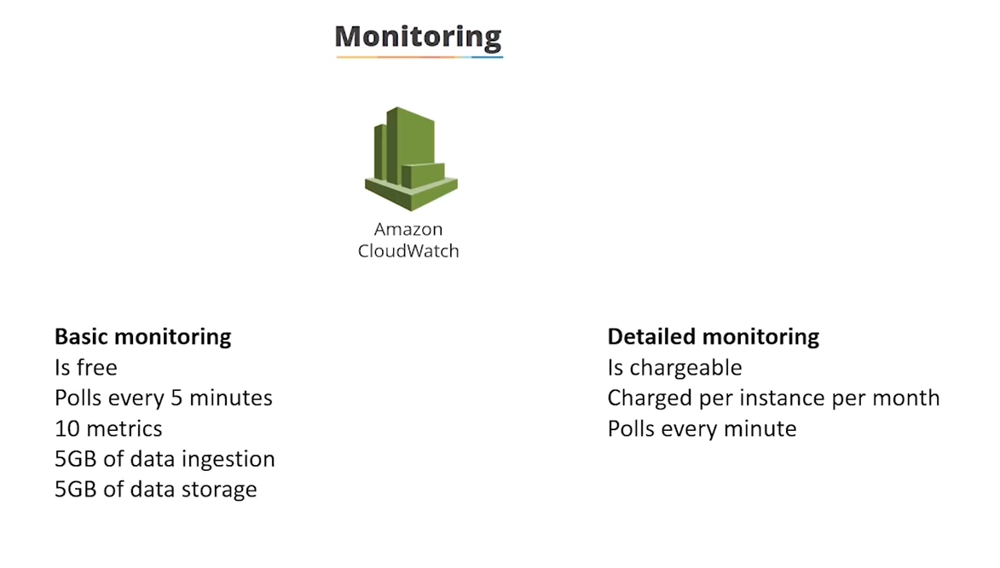 Monitoring
Amazon
CloudWatch
Basic monitoring
Is free
Polls every 5 minutes
10 metrics
5GB of data ingestion
5GB of data storage
Detailed monitoring
Is chargeable
Charged per instance per month
Polls every minute